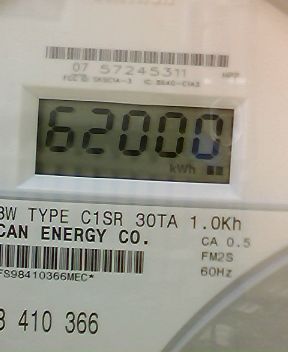 07 57245311
62000
kWh
3W TYPE C1SR 30TA 1.0Kh
CAN ENERGY CO.
CA 0.5
FM2S
60Hz
FS98410366MEC*
410 366